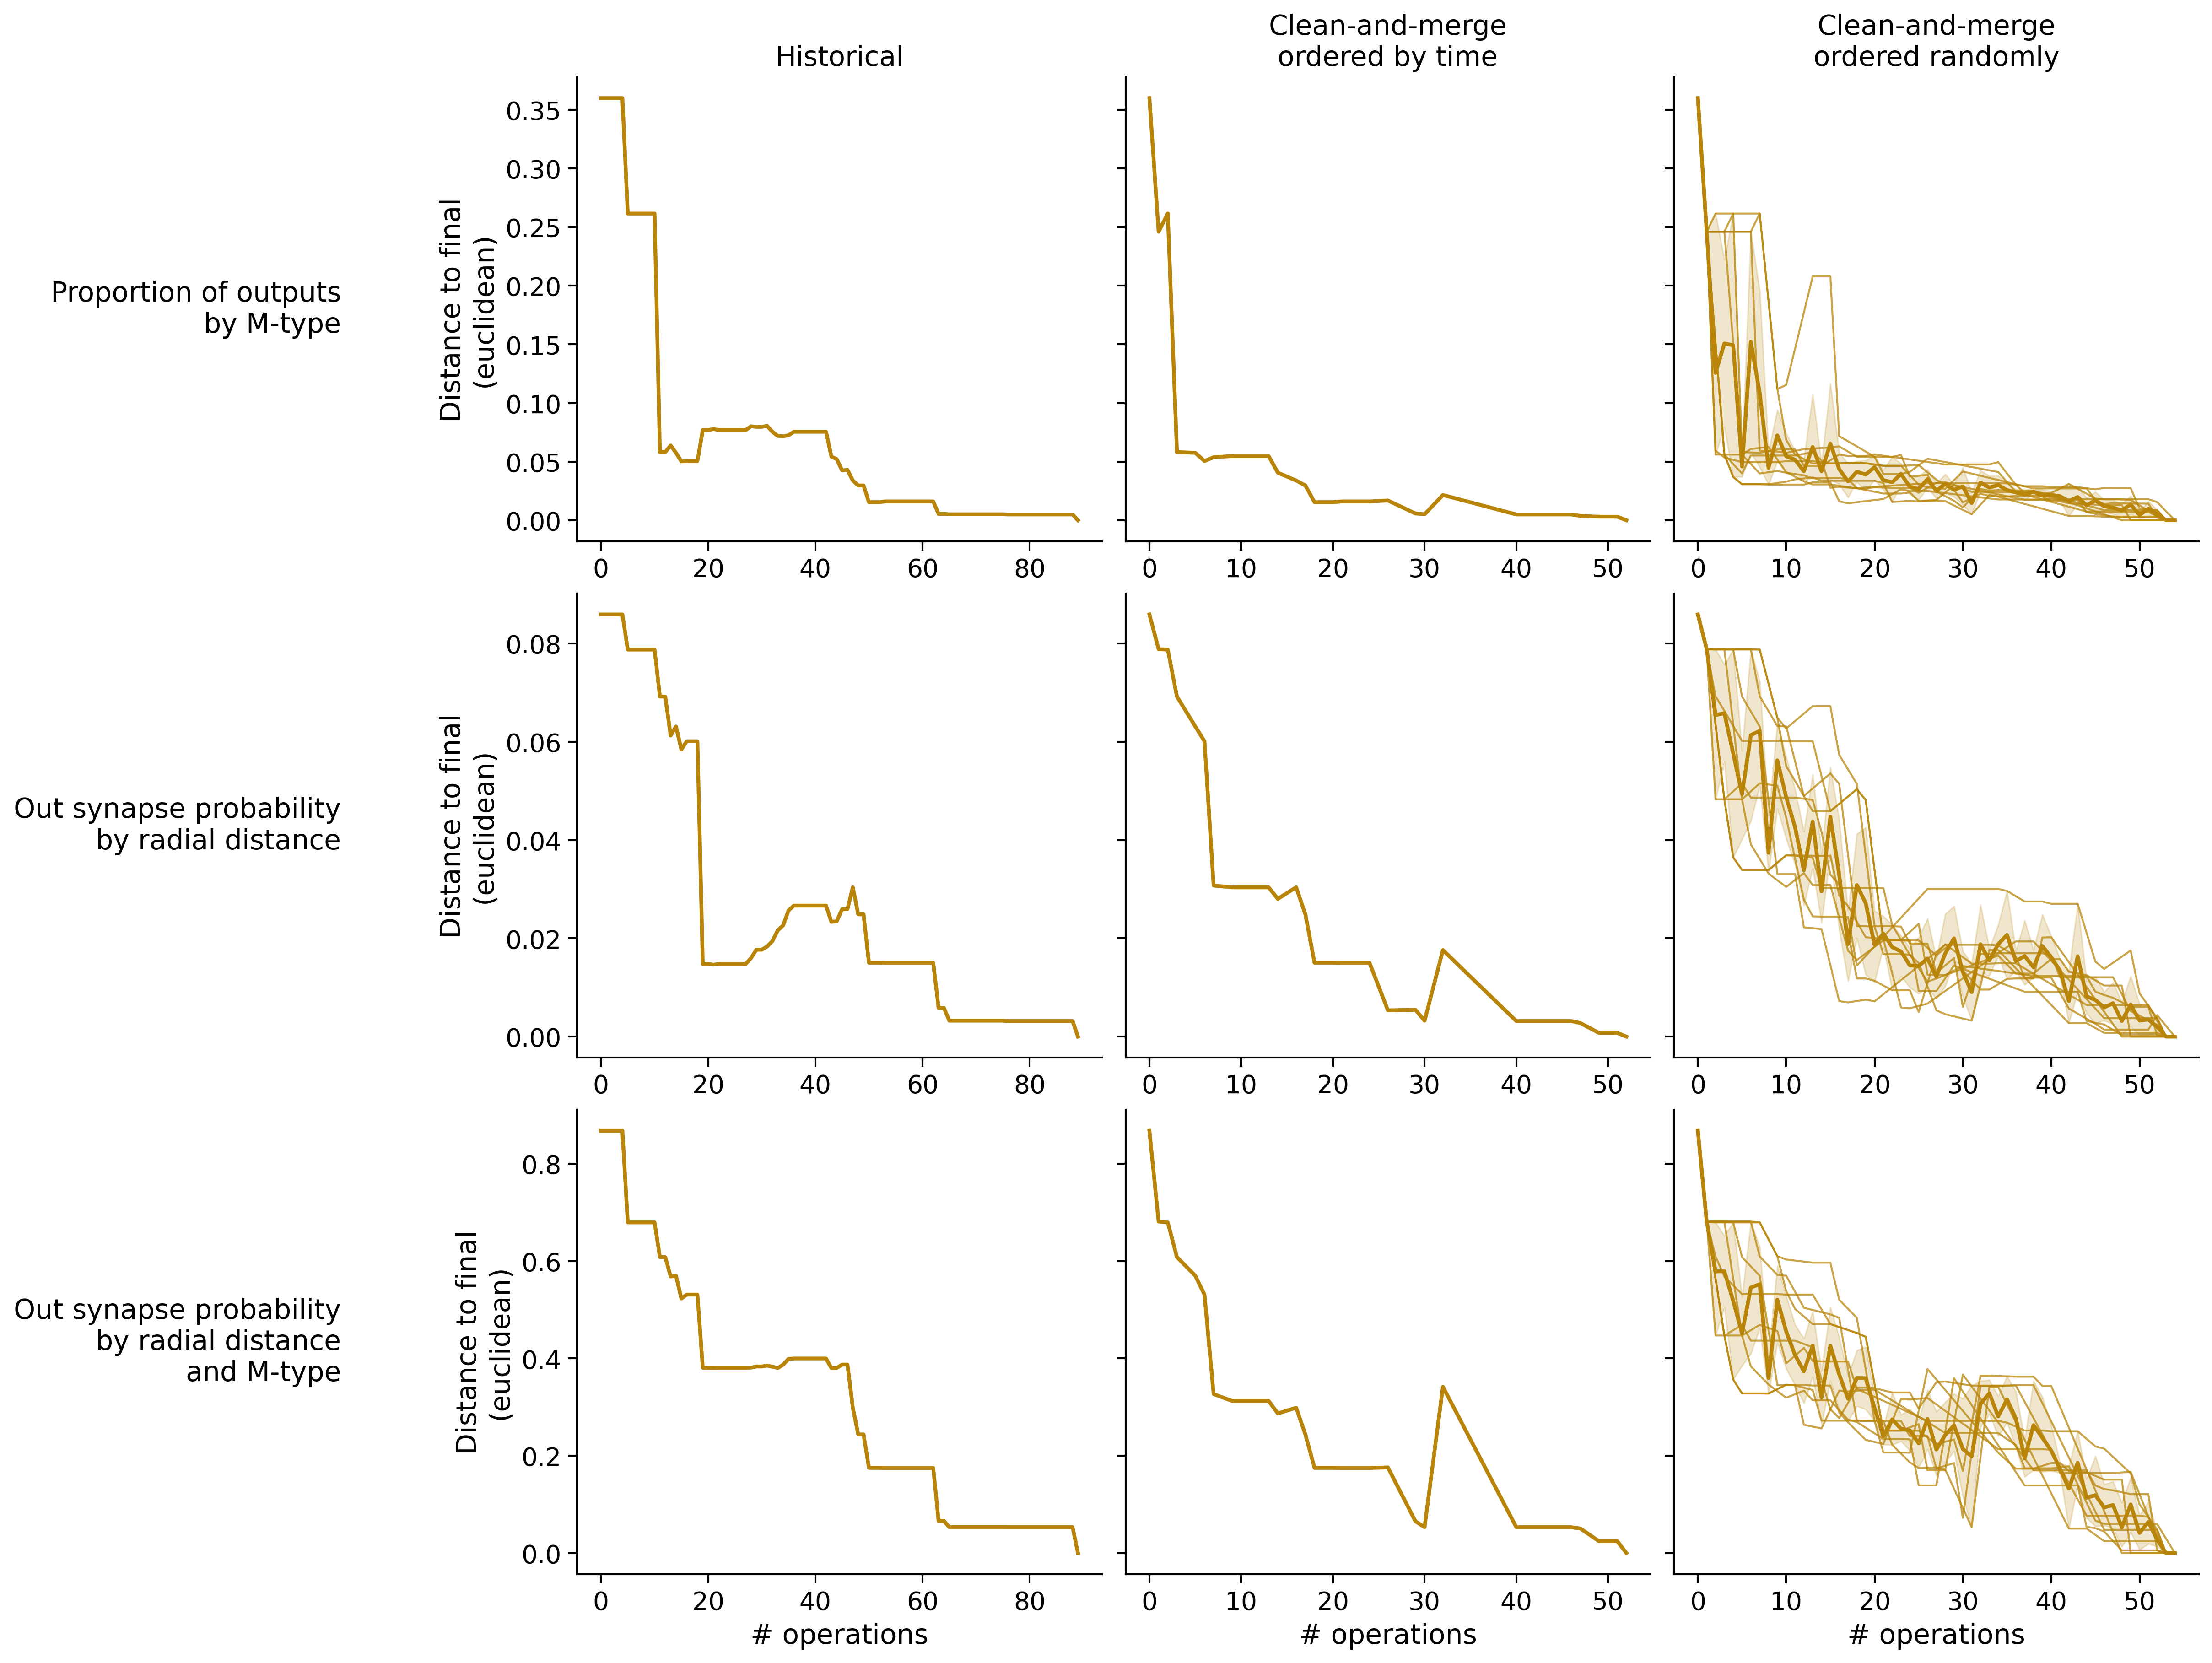 Historical
Clean-and-merge
ordered by time
Clean-and-merge
ordered randomly
Proportion of outputs
by M-type
Distance to final
(euclidean)
0.35
0.30
0.25
0.20
0.15
0.10
0.05
0.00
0 20 40 60 80
0 10 20 30 40 50
0 10 20 30 40 50
Out synapse probability
by radial distance
Distance to final
(euclidean)
0.08
0.06
0.04
0.02
0.00
0 20 40 60 80
0 10 20 30 40 50
0 10 20 30 40 50
Out synapse probability
by radial distance
and M-type
Distance to final
(euclidean)
0.8
0.6
0.4
0.2
0.0
0 20 40 60 80
0 10 20 30 40 50
0 10 20 30 40 50
# operations
# operations
# operations